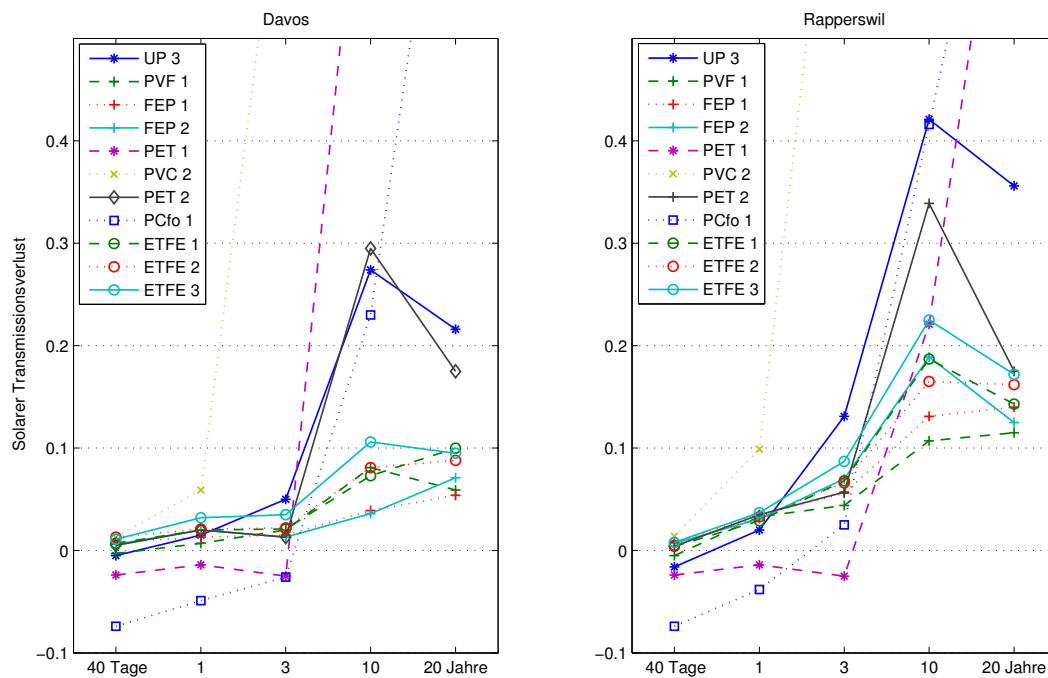 Davos
Solarer Transmissionsverlust
0.4
0.3
0.2
0.1
0
−0.1
40 Tage 1 3 10 20 Jahre
UP 3
PVF 1
FEP 1
FEP 2
PET 1
PVC 2
PET 2
PCfo 1
ETFE 1
ETFE 2
ETFE 3
Rapperswil
0.4
0.3
0.2
0.1
0
−0.1
40 Tage 1 3 10 20 Jahre
UP 3
PVF 1
FEP 1
FEP 2
PET 1
PVC 2
PET 2
PCfo 1
ETFE 1
ETFE 2
ETFE 3